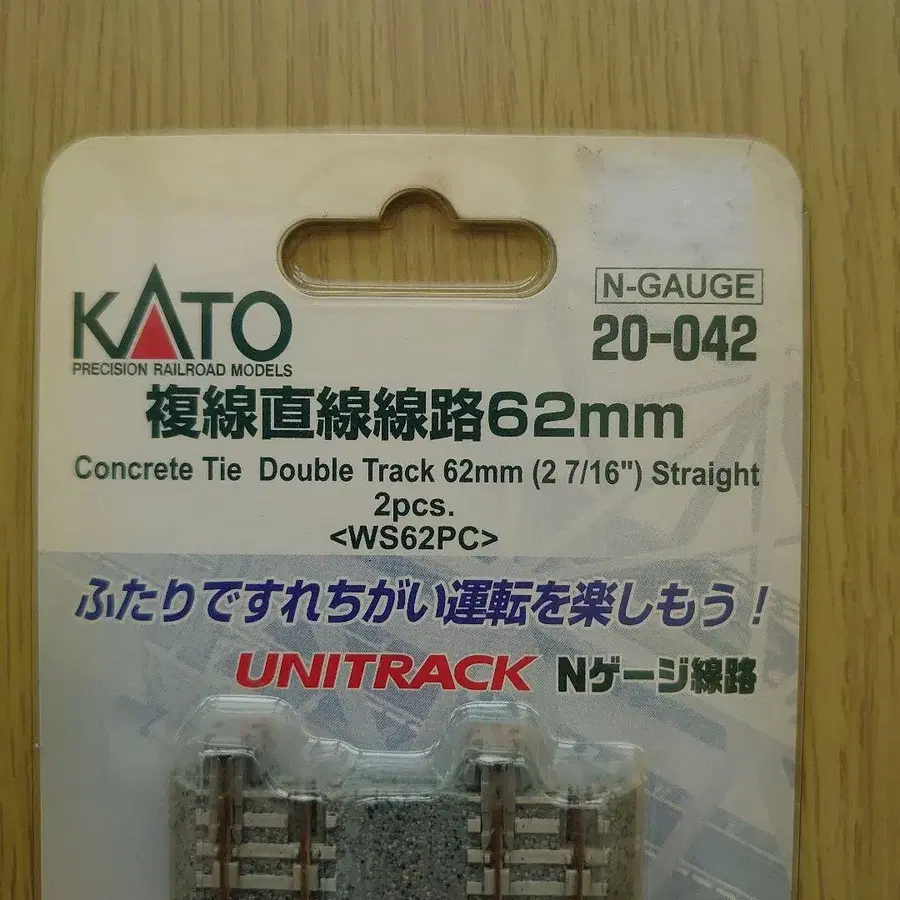 N-GAUGE
KATO
20-042
PRECISION RAILROAD MODELS
複線直線線路62mm
Concrete Tie Double Track 62mm (2 7/16") Straight
2pcs.
<WS62PC>
ふたりですれちがい運転を楽しもう!
UNITRACK Nゲージ線路